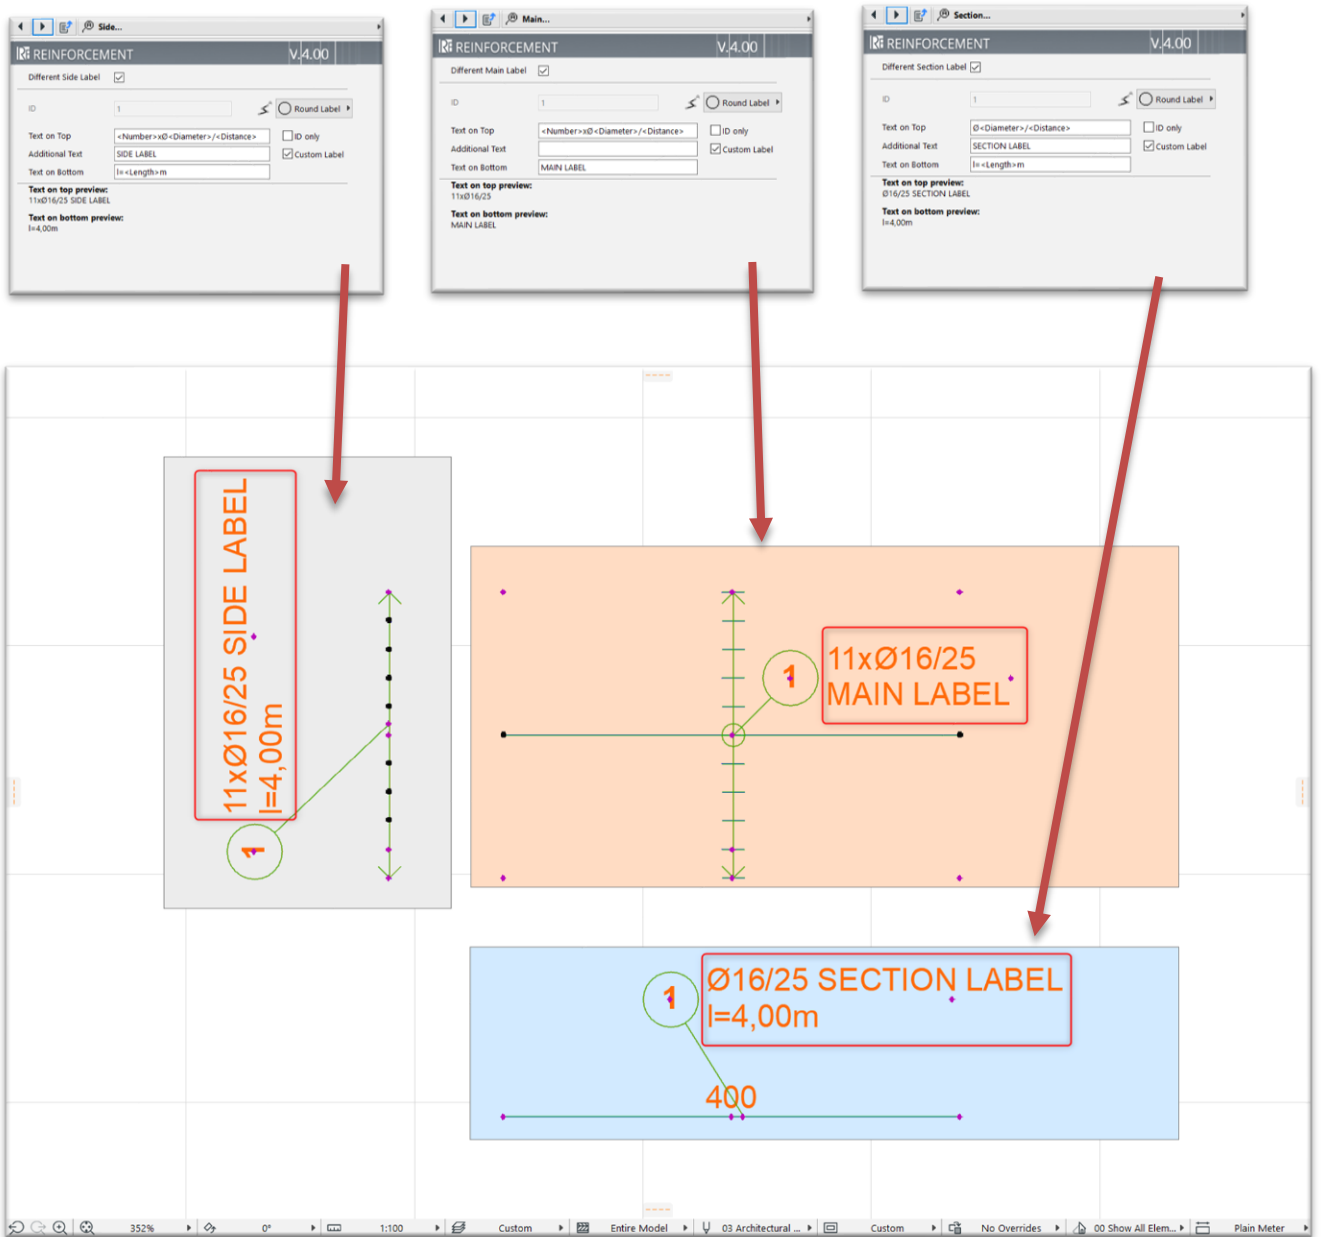 Side...
REINFORCEMENT
V.4.00
Different Side Label
ID
1
Round Label
Text on Top
<Number>xØ<Diameter>/<Distance>
ID only
Additional Text
SIDE LABEL
Custom Label
Text on Bottom
l=<Length>m
Text on top preview:
11xØ16/25 SIDE LABEL
Text on bottom preview:
l=4,00m
Main...
REINFORCEMENT
V.4.00
Different Main Label
ID
1
Round Label
Text on Top
<Number>xØ<Diameter>/<Distance>
ID only
Additional Text
Custom Label
Text on Bottom
MAIN LABEL
Text on top preview:
11xØ16/25
Text on bottom preview:
MAIN LABEL
Section...
REINFORCEMENT
V.4.00
Different Section Label
ID
1
Round Label
Text on Top
Ø<Diameter>/<Distance>
ID only
Additional Text
SECTION LABEL
Custom Label
Text on Bottom
l=<Length>m
Text on top preview:
Ø16/25 SECTION LABEL
Text on bottom preview:
l=4,00m
11xØ16/25 SIDE LABEL
l=4,00m
1
1
11xØ16/25
MAIN LABEL
1
Ø16/25 SECTION LABEL
l=4,00m
400
352%
0°
1:100
Custom
Entire Model
03 Architectural ...
Custom
No Overrides
00 Show All Elem...
Plain Meter